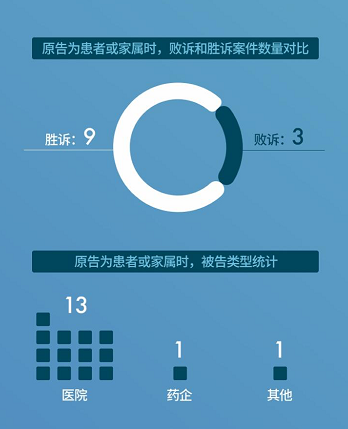 原告为患者或家属时，败诉和胜诉案件数量对比
胜诉：9
败诉：3
原告为患者或家属时，被告类型统计
13
1
1
医院
药企
其他